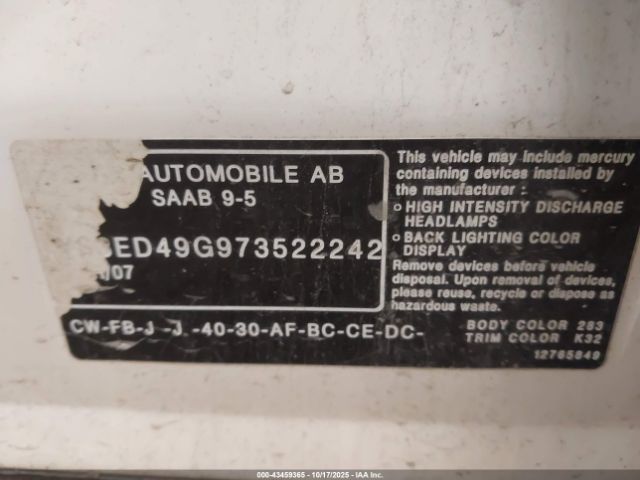 AUTOMOBILE AB
SAAB 9-5
ED49G973522242
/07
CW-FB-J -J -40-30-AF-BC-CE-DC-
This vehicle may include mercury
containing devices installed by
the manufacturer :
o HIGH INTENSITY DISCHARGE
HEADLAMPS
o BACK LIGHTING COLOR
DISPLAY
Remove devices before vehicle
disposal. Upon removal of devices,
please reuse, recycle or dispose as
hazardous waste.
BODY COLOR 283
TRIM COLOR K32
12765849
000-43459365 - 10/17/2025 - IAA Inc.